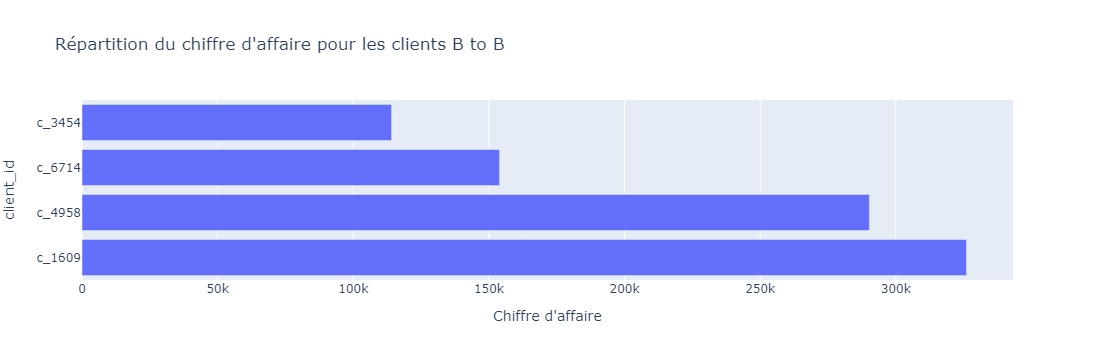 Répartition du chiffre d'affaire pour les clients B to B
c_3454
c_6714
c_4958
c_1609
client_id
0 50k 100k 150k 200k 250k 300k
Chiffre d'affaire